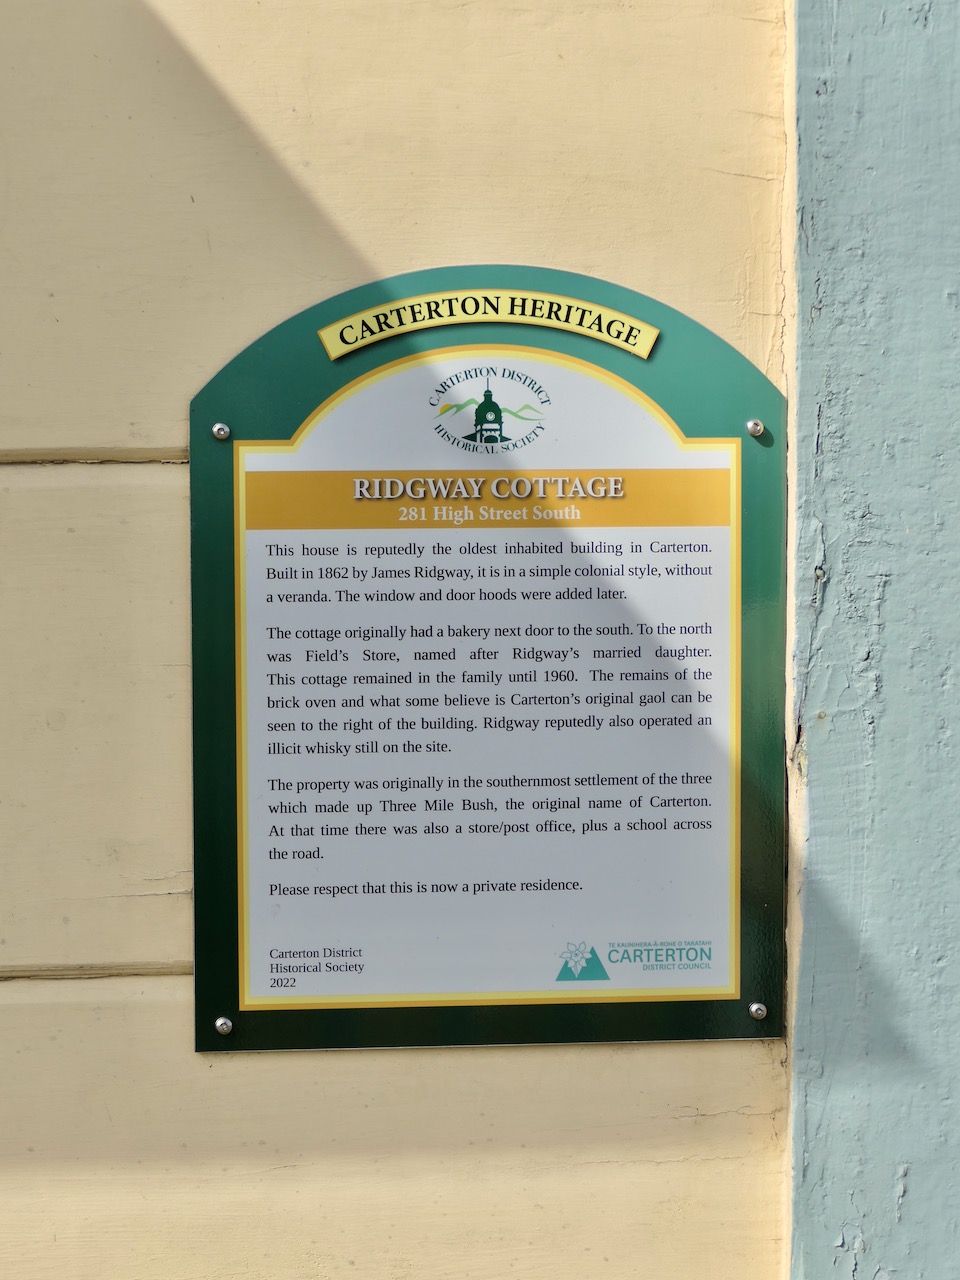 CARTERTON HERITAGE
CARTERTON DISTRICT
HISTORICAL SOCIETY
RIDGWAY COTTAGE
281 High Street South
This house is reputedly the oldest inhabited building in Carterton.
Built in 1862 by James Ridgway, it is in a simple colonial style, without
a veranda. The window and door hoods were added later.
The cottage originally had a bakery next door to the south. To the north
was Field’s Store, named after Ridgway’s married daughter.
This cottage remained in the family until 1960. The remains of the
brick oven and what some believe is Carterton’s original gaol can be
seen to the right of the building. Ridgway reputedly also operated an
illicit whisky still on the site.
The property was originally in the southernmost settlement of the three
which made up Three Mile Bush, the original name of Carterton.
At that time there was also a store/post office, plus a school across
the road.
Please respect that this is now a private residence.
Carterton District
Historical Society
2022
TE KAUNIHERA-Ā-ROHE O TARATAHI
CARTERTON
DISTRICT COUNCIL